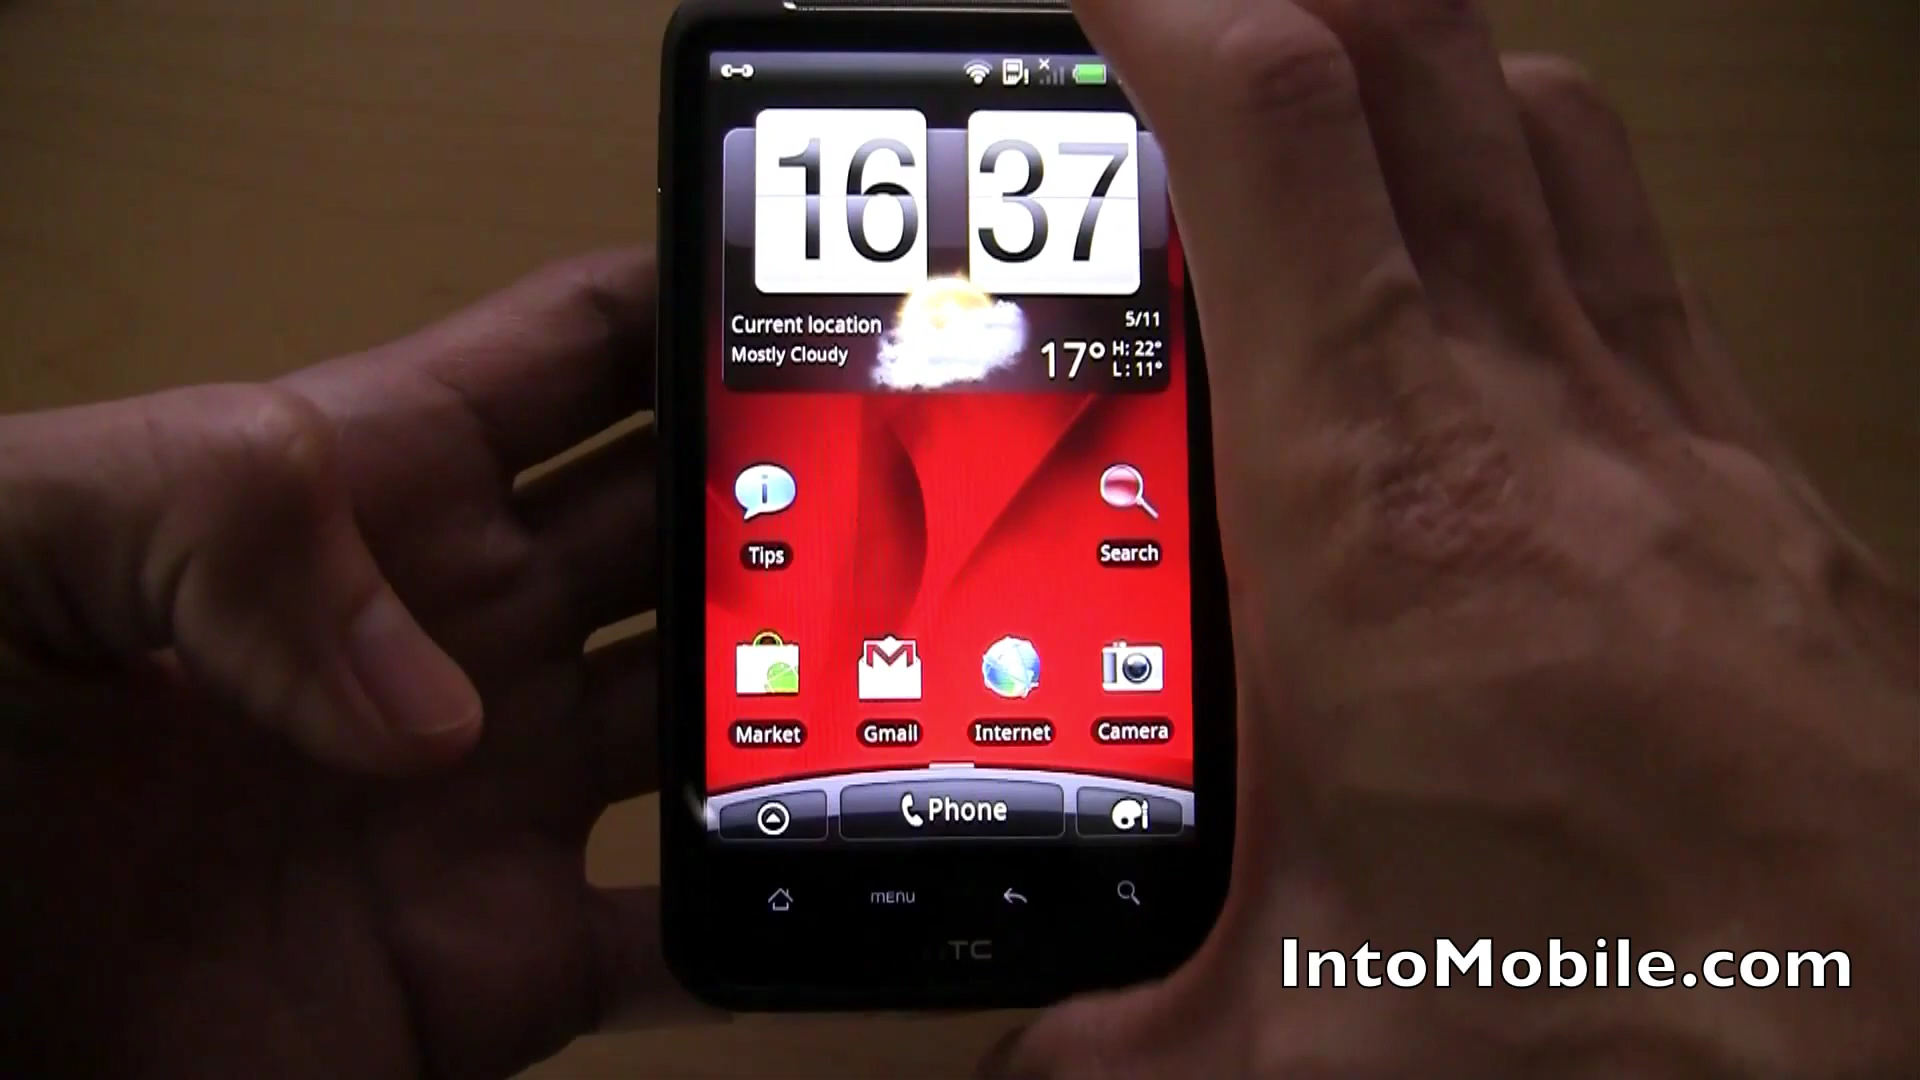 16 37
Current location
5/11
Mostly Cloudy
17° H: 22°
L: 11°
Tips
Search
Market Gmail Internet Camera
Phone
MENU
HTC
IntoMobile.com